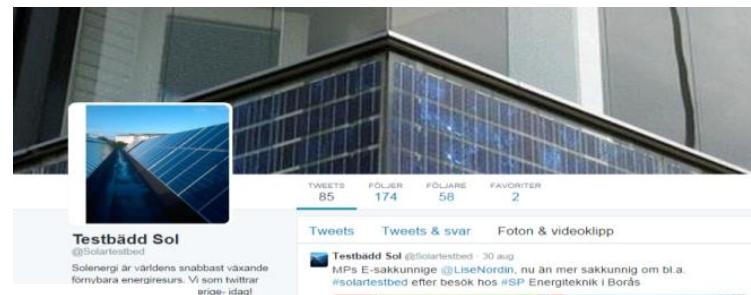 TWEETS FÖLJER FÖLJARE FAVORITER
85 174 58 2
Testbädd Sol
@Solartestbed
Solenergi är världens snabbast växande
förnybara energiresurs. Vi som twittrar
erige- idag!
Tweets Tweets & svar Foton & videoklipp
Testbädd Sol @Solartestbed · 30 aug
MPs E-sakkunnige @LiseNordin, nu än mer sakkunnig om bl.a.
#solartestbed efter besök hos #SP Energiteknik i Borås